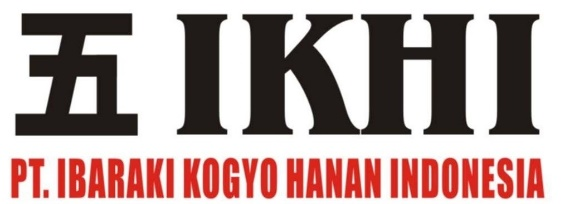 五 IKHI
PT. IBARAKI KOGYO HANAN INDONESIA